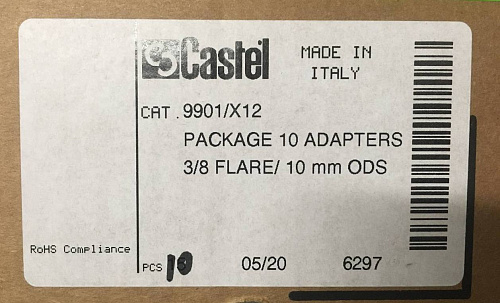 Castel
MADE IN
ITALY
CAT. 9901/X12
PACKAGE 10 ADAPTERS
3/8 FLARE/ 10 mm ODS
RoHS Compliance
PCS 10
05/20 6297